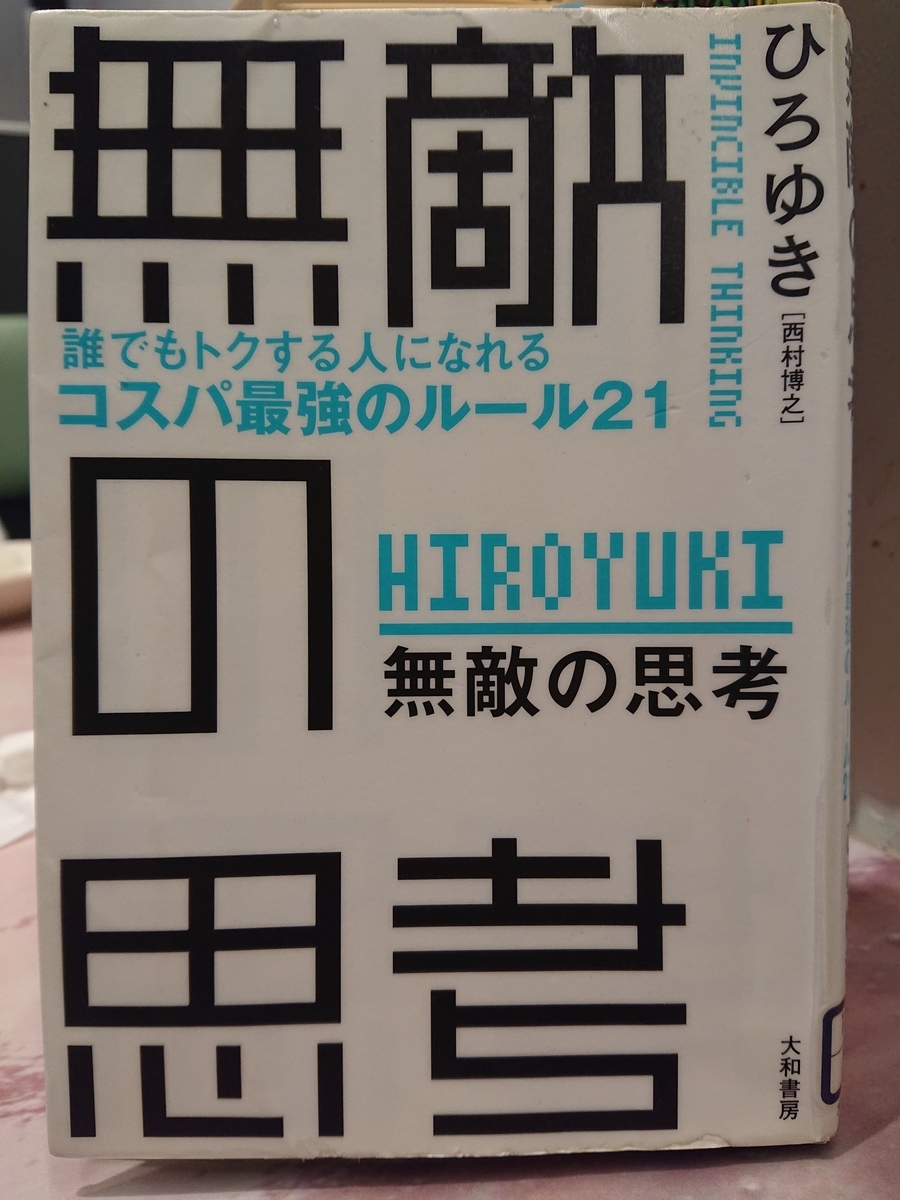 無敵の思考
誰でもトクする人になれる
コスパ最強のルール21
INVINCIBLE THINKING
ひろゆき
[西村博之]
HIROYUKI
無敵の思考
大和書房